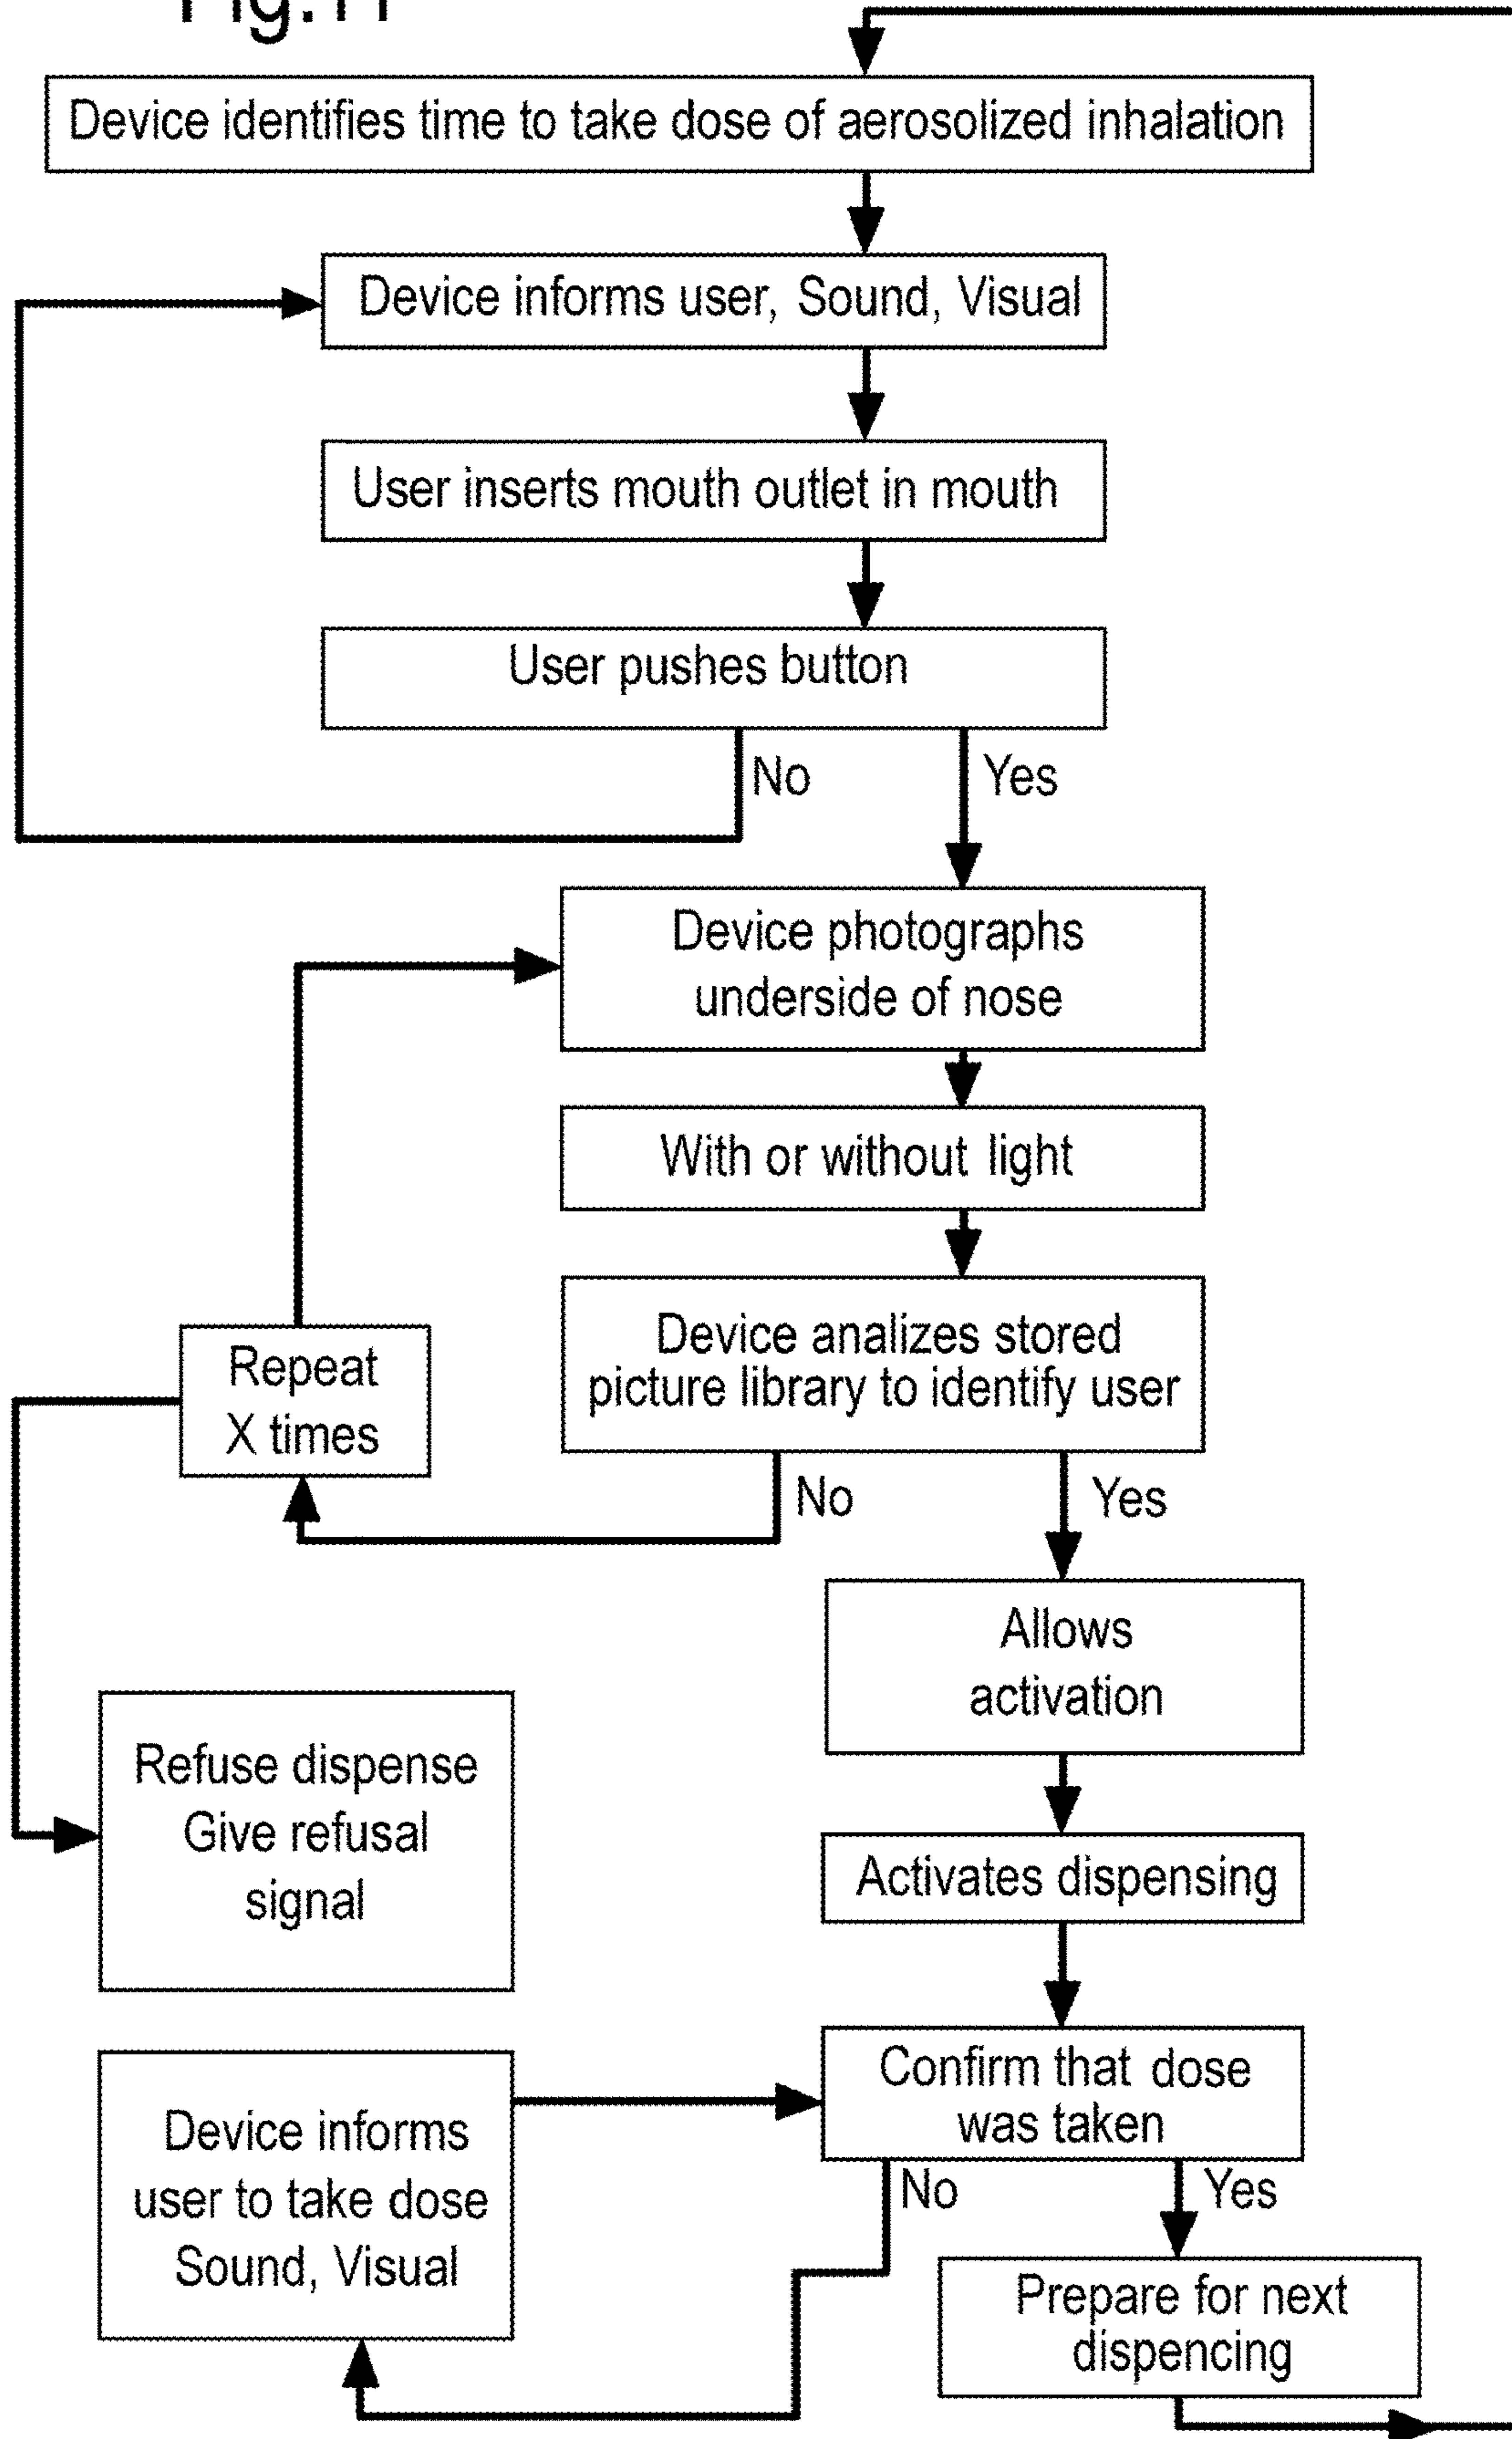 Fig.11
Device identifies time to take dose of aerosolized inhalation
Device informs user, Sound, Visual
User inserts mouth outlet in mouth
User pushes button
No
Yes
Device photographs
underside of nose
With or without light
Device analizes stored
picture library to identify user
Repeat
X times
No
Yes
Allows
activation
Refuse dispense
Give refusal
signal
Activates dispensing
Confirm that dose
was taken
Device informs
user to take dose
Sound, Visual
No
Yes
Prepare for next
dispencing